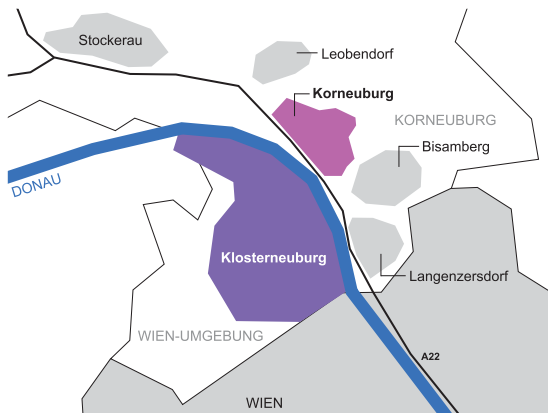 Stockerau
Leobendorf
Korneuburg
KORNEUBURG
Bisamberg
DONAU
Klosterneuburg
Langenzersdorf
WIEN-UMGEBUNG
A22
WIEN